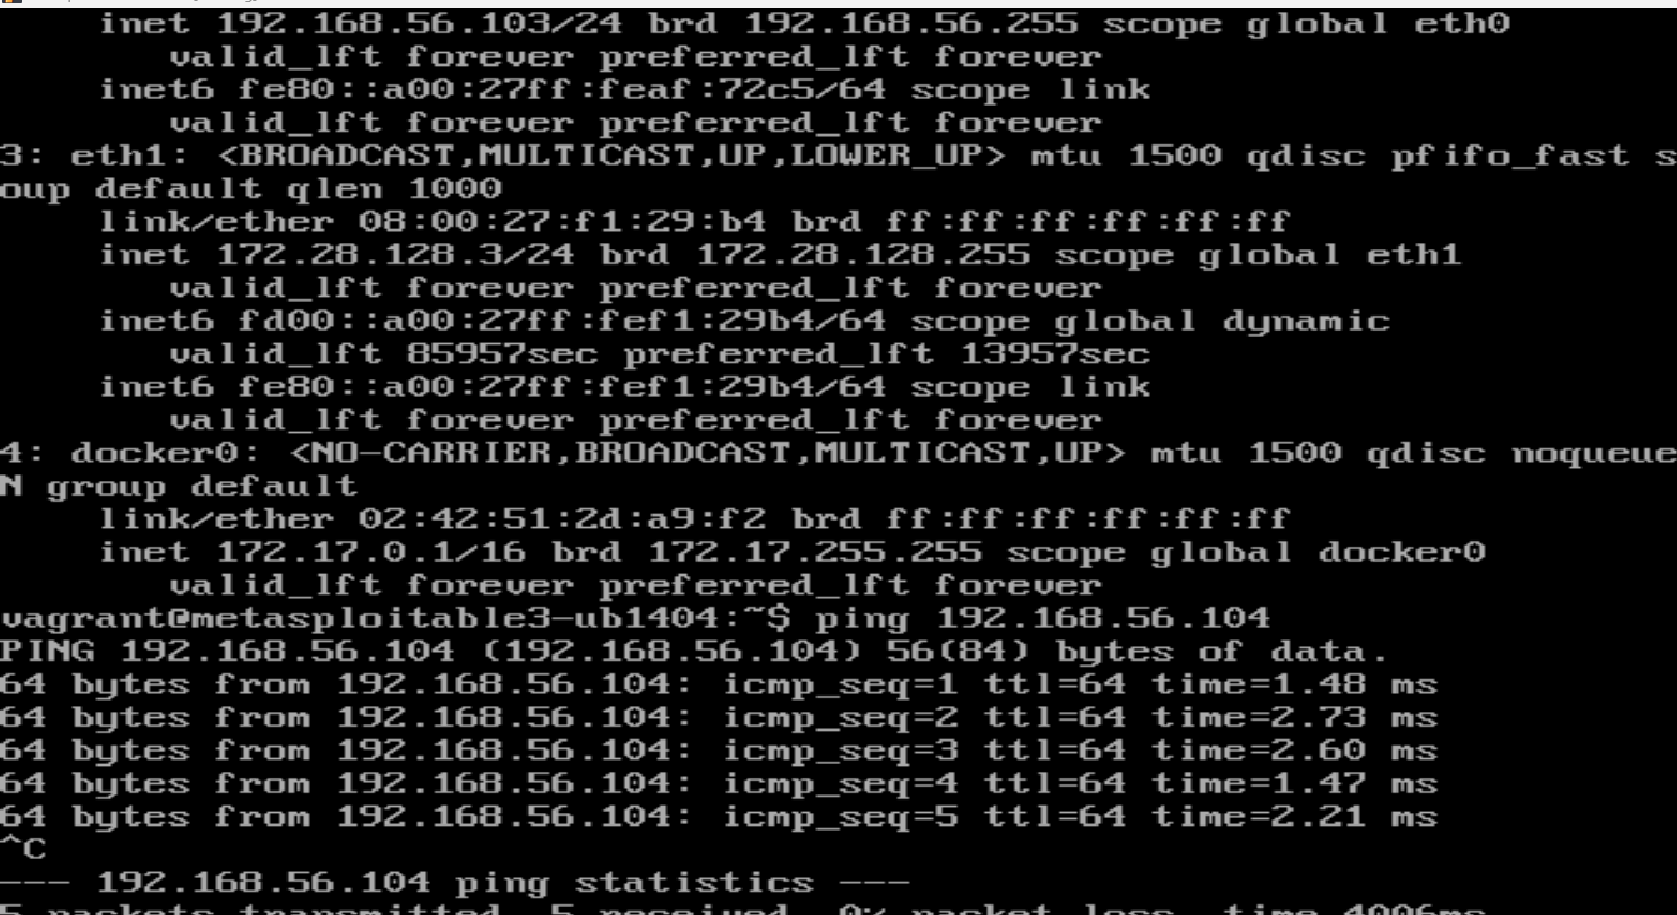 inet 192.168.56.103/24 brd 192.168.56.255 scope global eth0
valid_lft forever preferred_lft forever
inet6 fe80::a00:27ff:feaf:72c5/64 scope link
valid_lft forever preferred_lft forever
3: eth1: <BROADCAST,MULTICAST,UP,LOWER_UP> mtu 1500 qdisc pfifo_fast s
oup default qlen 1000
link/ether 08:00:27:f1:29:b4 brd ff:ff:ff:ff:ff:ff
inet 172.28.128.3/24 brd 172.28.128.255 scope global eth1
valid_lft forever preferred_lft forever
inet6 fd00::a00:27ff:fef1:29b4/64 scope global dynamic
valid_lft 85957sec preferred_lft 13957sec
inet6 fe80::a00:27ff:fef1:29b4/64 scope link
valid_lft forever preferred_lft forever
4: docker0: <NO-CARRIER,BROADCAST,MULTICAST,UP> mtu 1500 qdisc noqueue
N group default
link/ether 02:42:51:2d:a9:f2 brd ff:ff:ff:ff:ff:ff
inet 172.17.0.1/16 brd 172.17.255.255 scope global docker0
valid_lft forever preferred_lft forever
vagrant@metasploitable3-ub1404:~$ ping 192.168.56.104
PING 192.168.56.104 (192.168.56.104) 56(84) bytes of data.
64 bytes from 192.168.56.104: icmp_seq=1 ttl=64 time=1.48 ms
64 bytes from 192.168.56.104: icmp_seq=2 ttl=64 time=2.73 ms
64 bytes from 192.168.56.104: icmp_seq=3 ttl=64 time=2.60 ms
64 bytes from 192.168.56.104: icmp_seq=4 ttl=64 time=1.47 ms
64 bytes from 192.168.56.104: icmp_seq=5 ttl=64 time=2.21 ms
^C
--- 192.168.56.104 ping statistics ---
5 packets transmitted, 5 received, 0% packet loss, time 4006ms